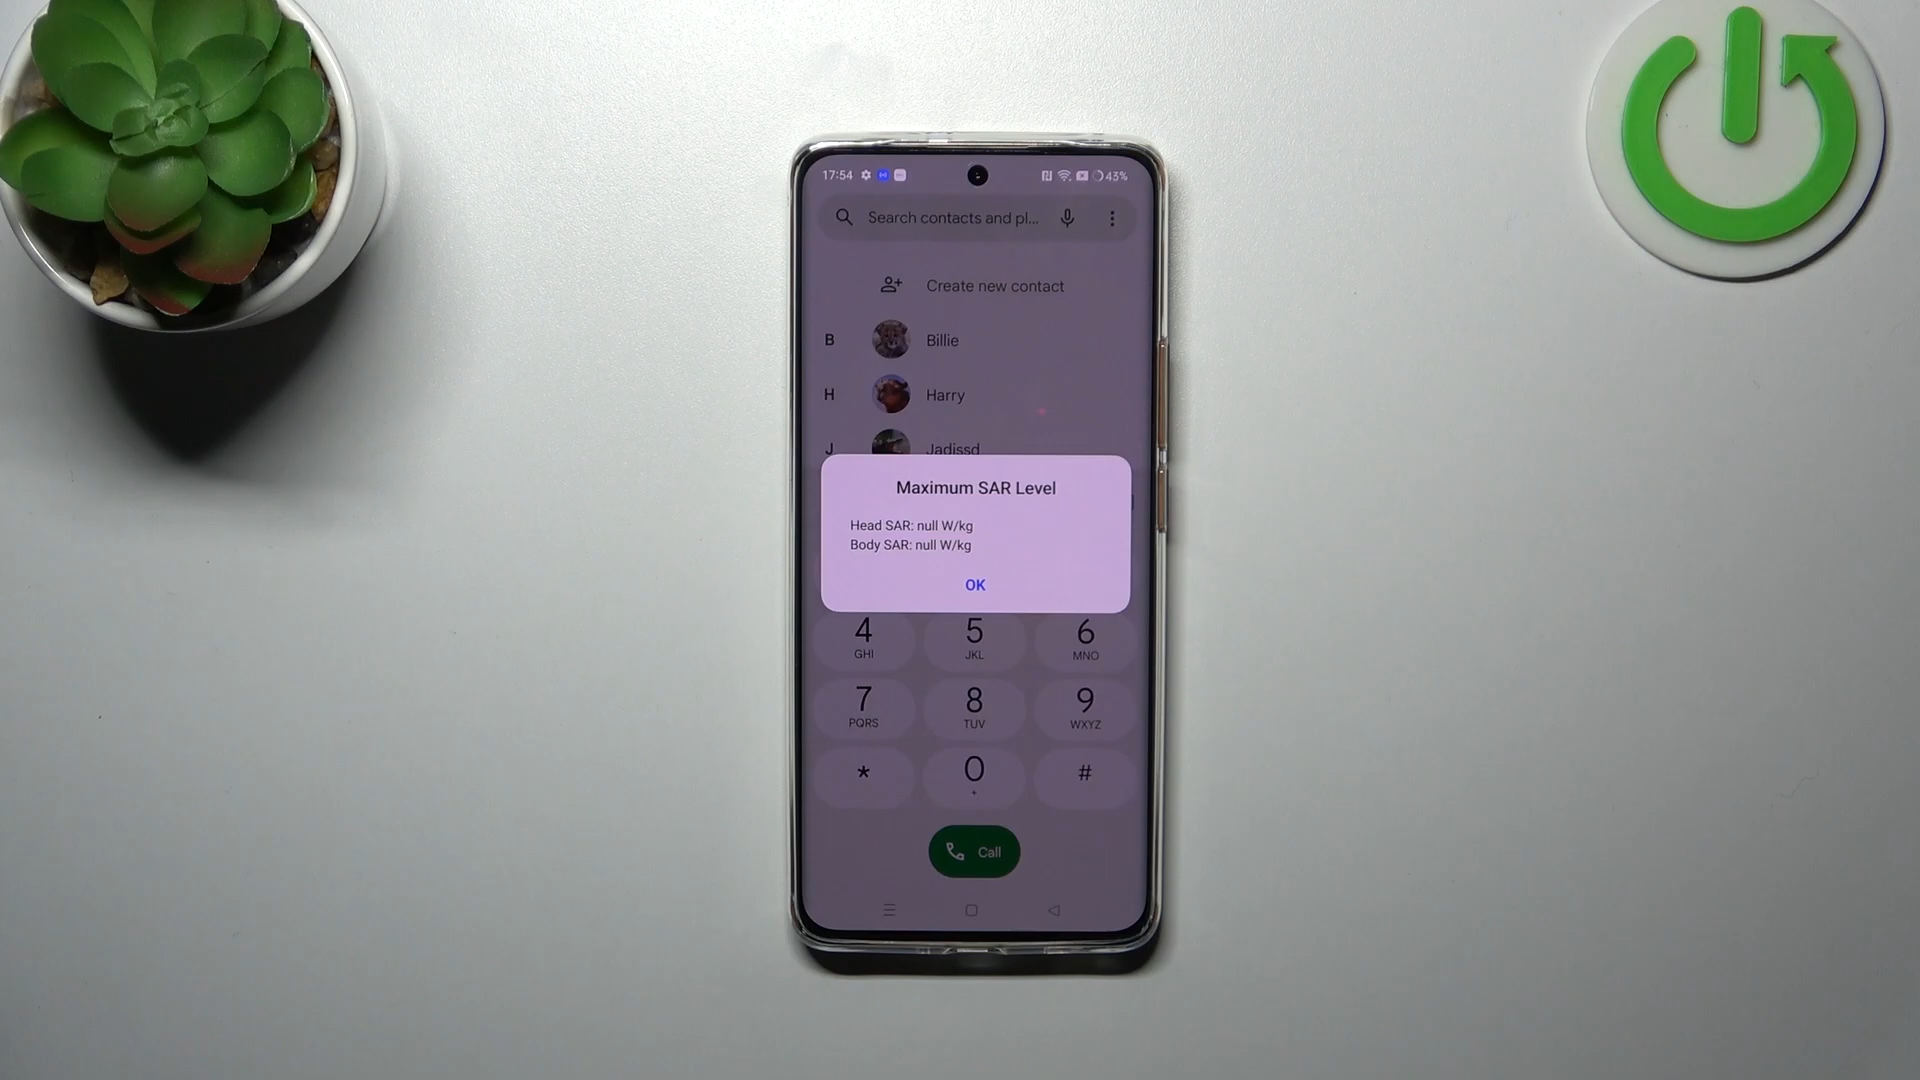 17:54
43%
Search contacts and pl...
Create new contact
B Billie
H Harry
J Jadissd
Maximum SAR Level
Head SAR: null W/kg
Body SAR: null W/kg
OK
4 5 6
GHI JKL MNO
7 8 9
PQRS TUV WXYZ
* 0 #
+
Call